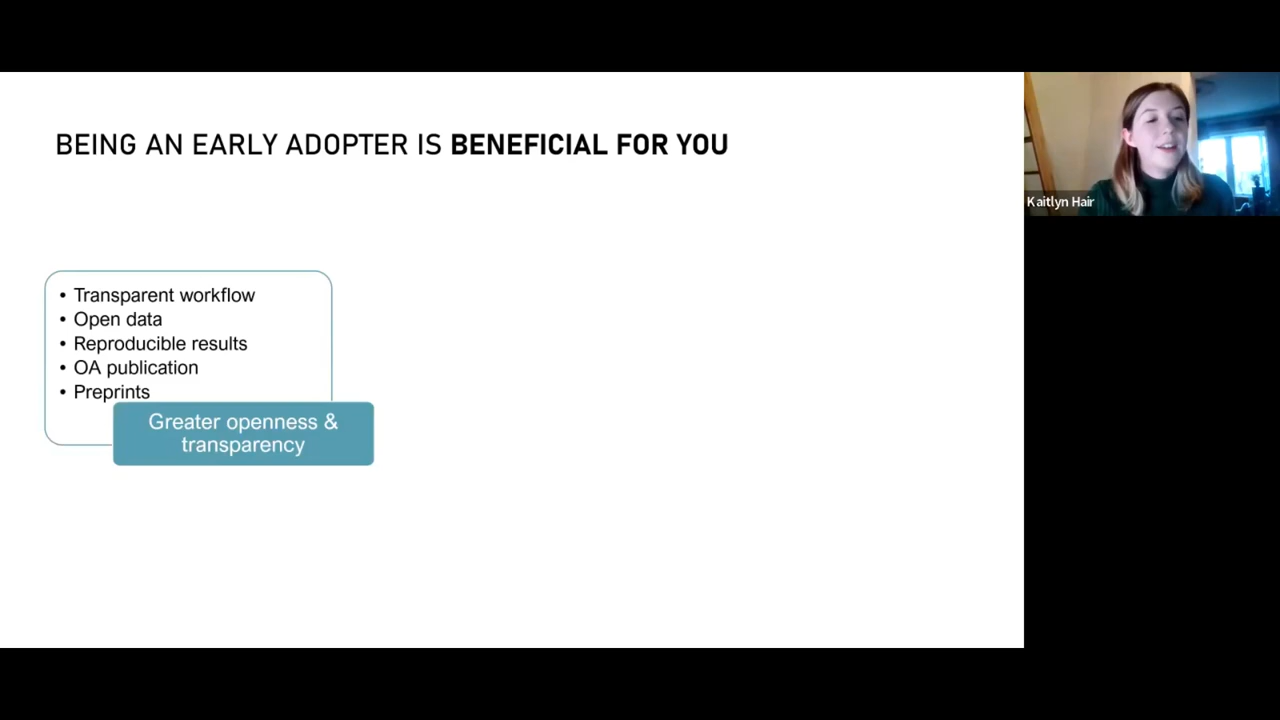 BEING AN EARLY ADOPTER IS BENEFICIAL FOR YOU
Kaitlyn Hair
• Transparent workflow
• Open data
• Reproducible results
• OA publication
• Preprints
Greater openness &
transparency